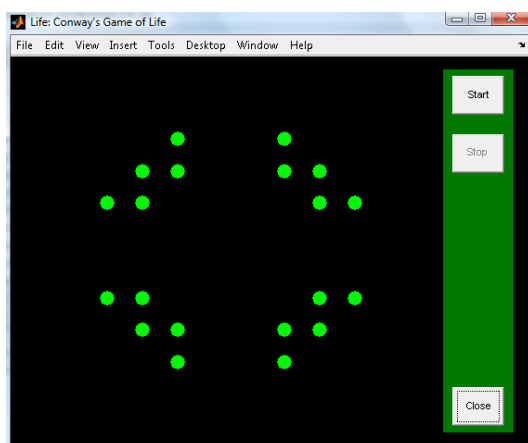 Life: Conway's Game of Life
File Edit View Insert Tools Desktop Window Help
Start
Stop
Close